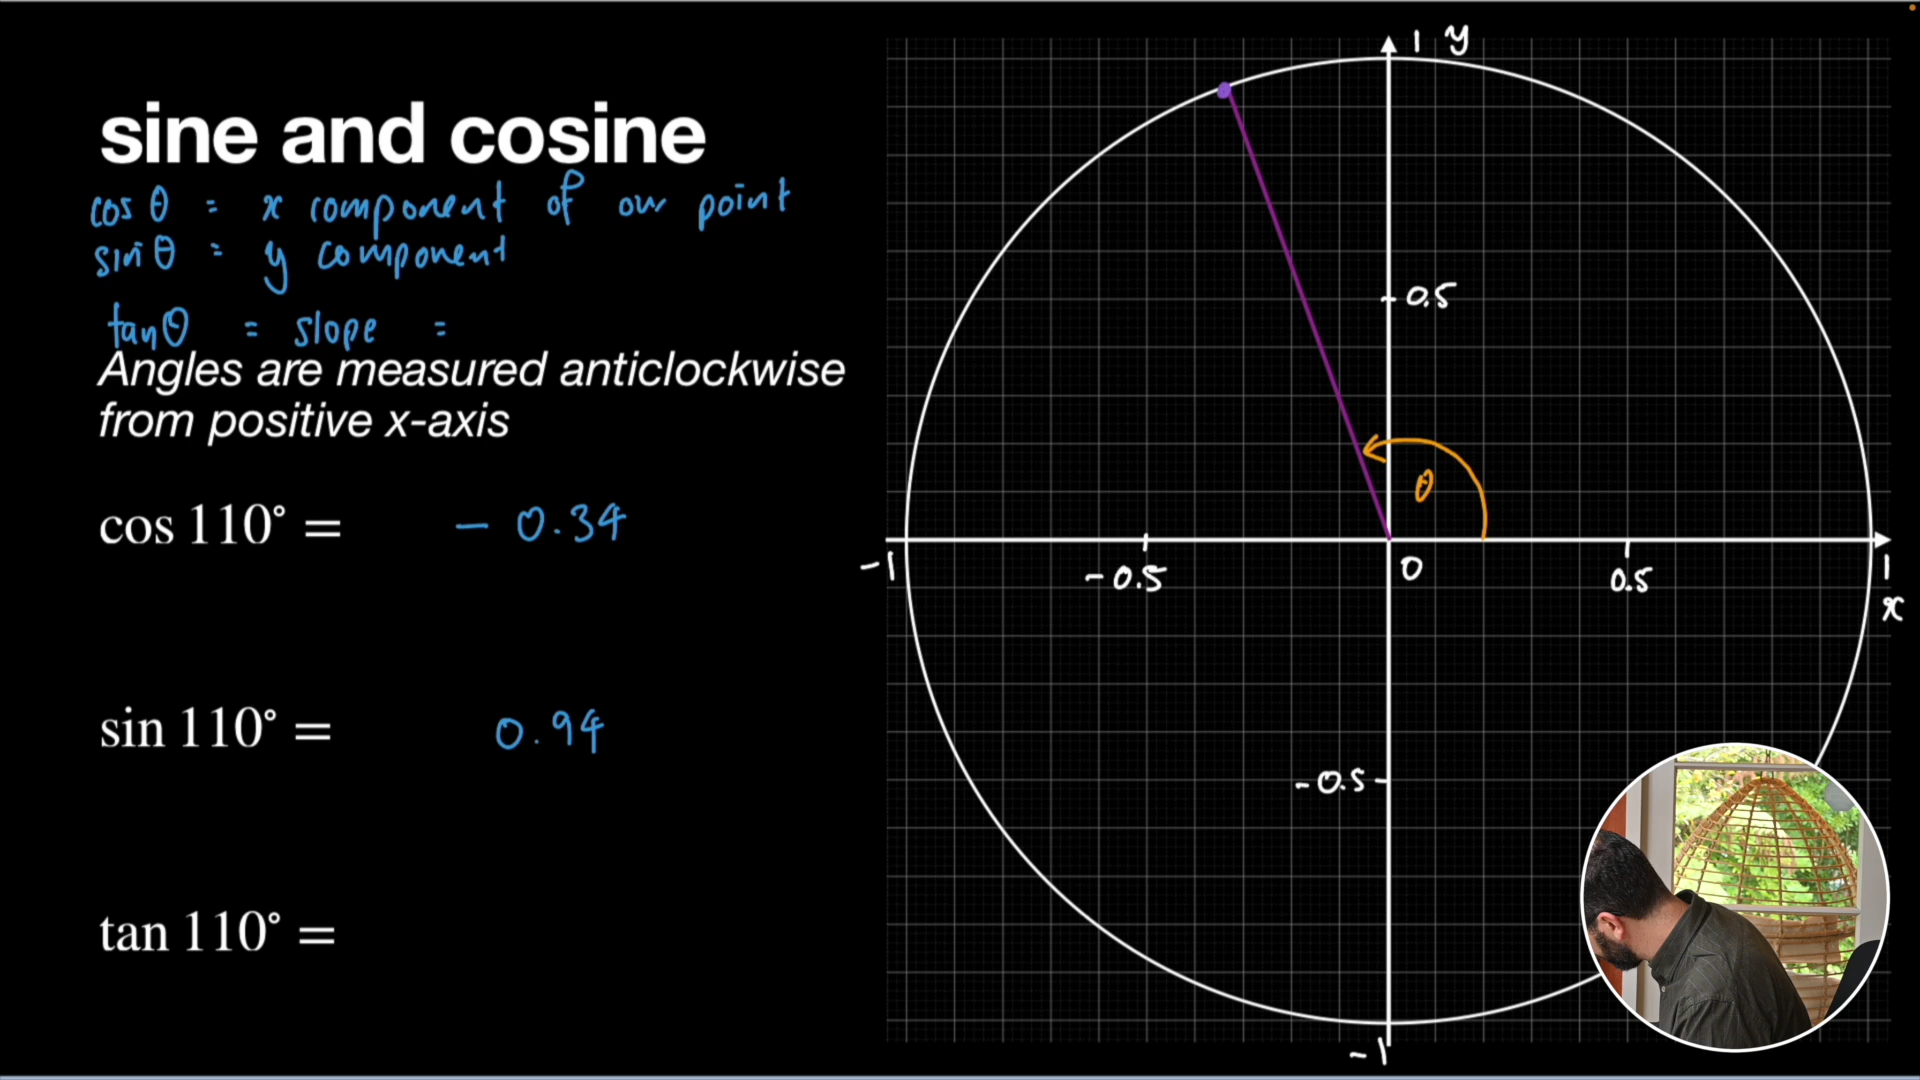 sine and cosine
cos θ = x component of our point
sin θ = y component
tan θ = slope =
Angles are measured anticlockwise
from positive x-axis
cos 110° = - 0.34
sin 110° = 0.94
tan 110° =
1 y
0.5
θ
-1 -0.5 0 0.5 1
x
-0.5
-1